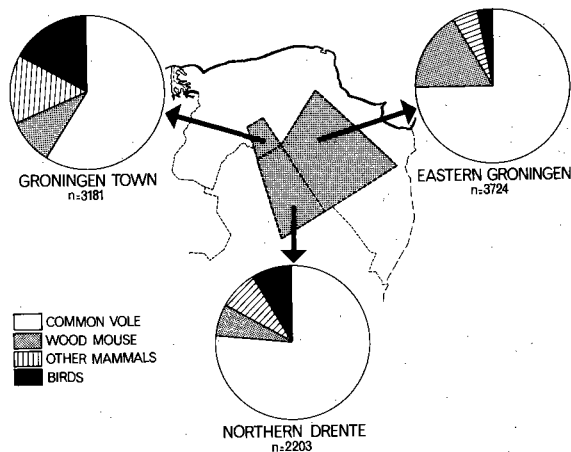 GRONINGEN TOWN
n=3181
EASTERN GRONINGEN
n=3724
COMMON VOLE
WOOD MOUSE
OTHER MAMMALS
BIRDS
NORTHERN DRENTE
n=2203